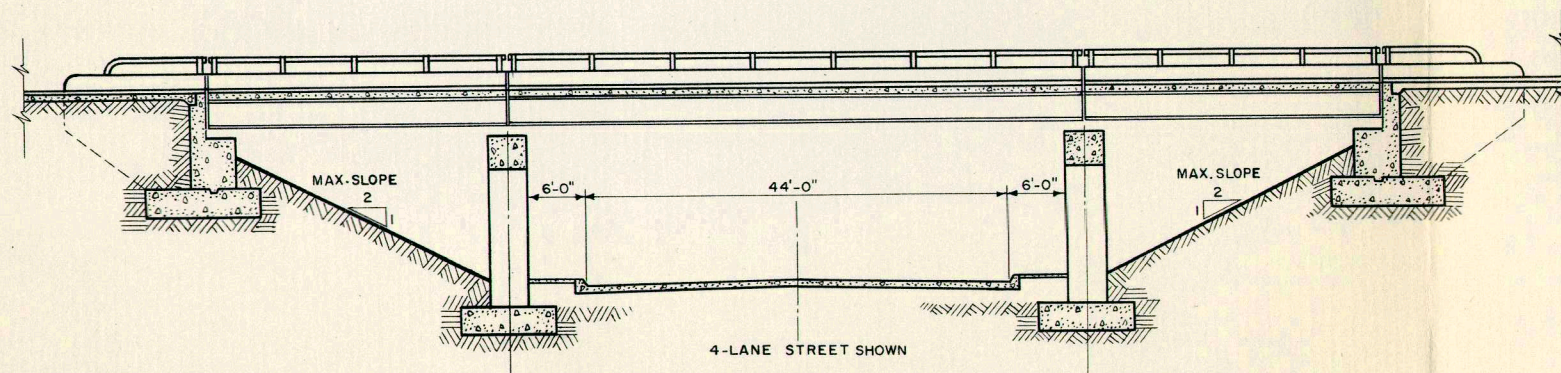 MAX. SLOPE
2
1
6'-0"
44'-0"
6'-0"
MAX. SLOPE
2
1
4-LANE STREET SHOWN